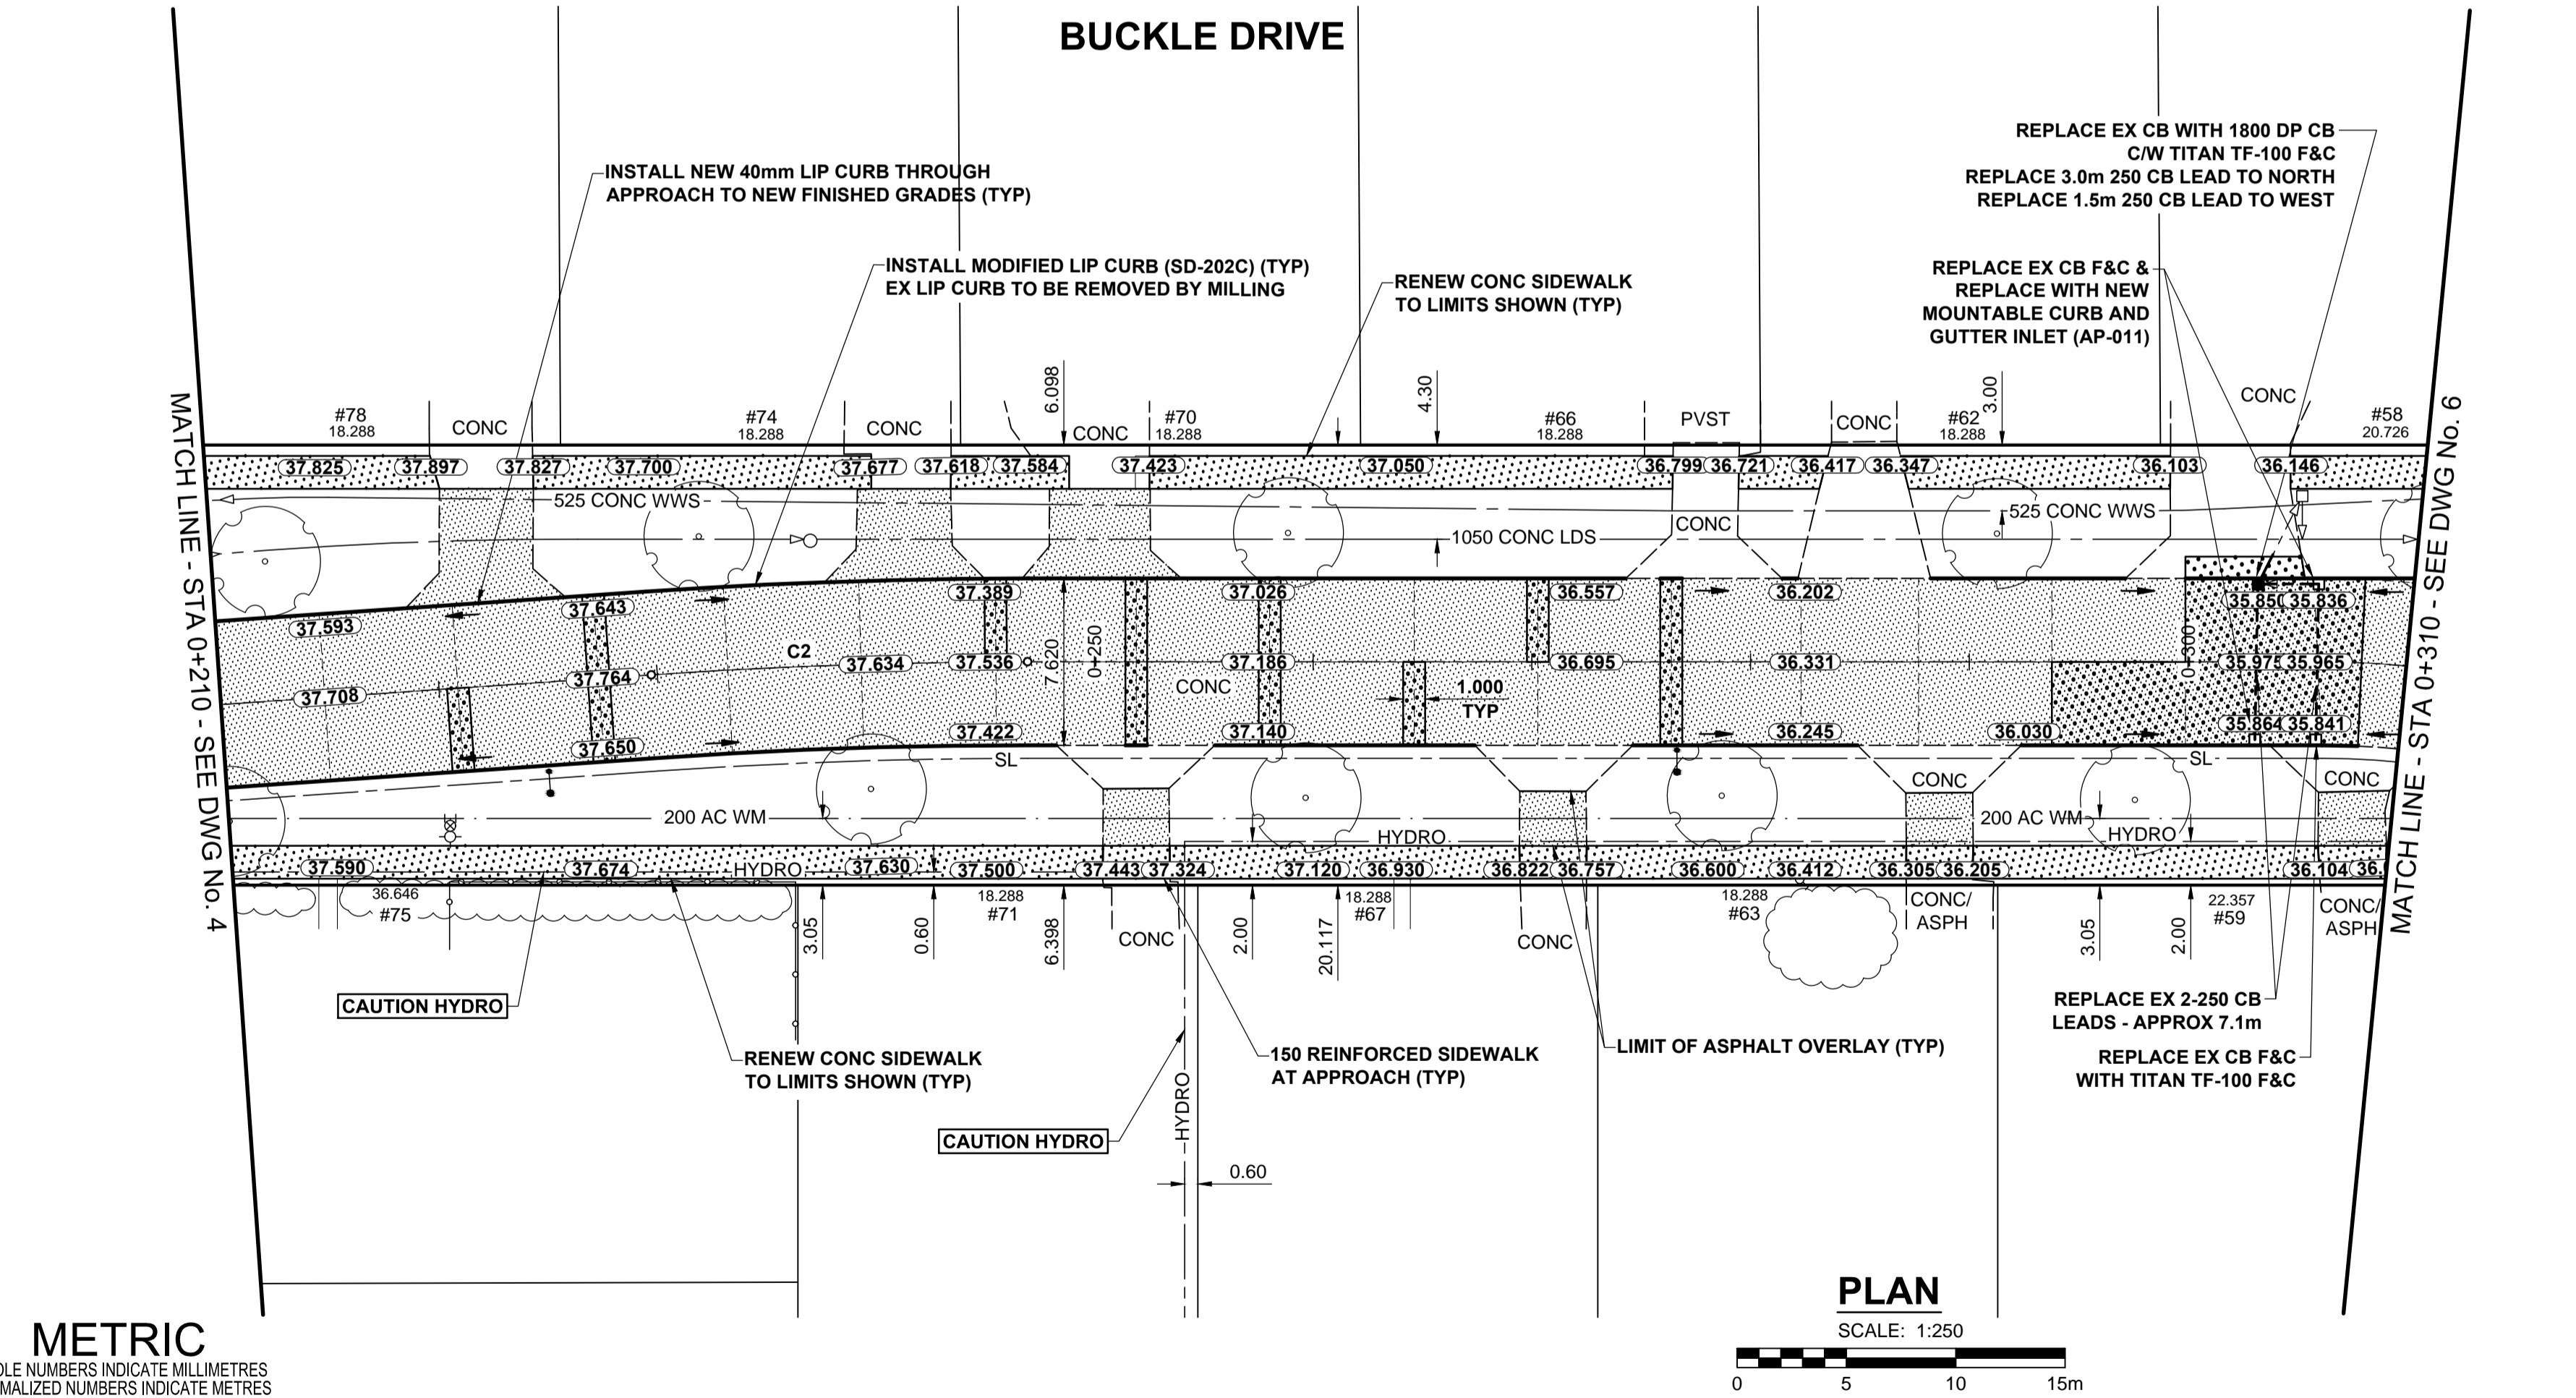 BUCKLE DRIVE
REPLACE EX CB WITH 1800 DP CB
C/W TITAN TF-100 F&C
REPLACE 3.0m 250 CB LEAD TO NORTH
REPLACE 1.5m 250 CB LEAD TO WEST
INSTALL NEW 40mm LIP CURB THROUGH
APPROACH TO NEW FINISHED GRADES (TYP)
INSTALL MODIFIED LIP CURB (SD-202C) (TYP)
EX LIP CURB TO BE REMOVED BY MILLING
RENEW CONC SIDEWALK
TO LIMITS SHOWN (TYP)
REPLACE EX CB F&C &
REPLACE WITH NEW
MOUNTABLE CURB AND
GUTTER INLET (AP-011)
MATCH LINE - STA 0+210 - SEE DWG No. 4
MATCH LINE - STA 0+310 - SEE DWG No. 6
#78
18.288
CONC
#74
18.288
CONC
6.098
CONC
#70
18.288
4.30
#66
18.288
PVST
CONC
#62
18.288
3.00
CONC
#58
20.726
37.825
37.897
37.827
37.700
37.677
37.618
37.584
37.423
37.050
36.799
36.721
36.417
36.347
36.103
36.146
525 CONC WWS
1050 CONC LDS
CONC
525 CONC WWS
37.593
37.643
37.389
37.026
36.557
36.202
35.850
35.836
37.708
37.764
C2
37.634
37.536
7.620
0+250
37.186
CONC
36.695
36.331
0+300
35.975
35.965
1.000
TYP
37.650
37.422
37.140
36.245
36.030
35.864
35.841
SL
SL
CONC
CONC
200 AC WM
HYDRO
200 AC WM
HYDRO
37.590
37.674
HYDRO
37.630
37.500
37.443
37.324
37.120
36.930
36.822
36.757
36.600
36.412
36.305
36.205
36.104
36.
36.646
#75
3.05
0.60
18.288
#71
6.398
CONC
2.00
20.117
18.288
#67
CONC
18.288
#63
CONC/
ASPH
3.05
2.00
22.357
#59
CONC/
ASPH
CAUTION HYDRO
RENEW CONC SIDEWALK
TO LIMITS SHOWN (TYP)
150 REINFORCED SIDEWALK
AT APPROACH (TYP)
LIMIT OF ASPHALT OVERLAY (TYP)
REPLACE EX 2-250 CB
LEADS - APPROX 7.1m
REPLACE EX CB F&C
WITH TITAN TF-100 F&C
CAUTION HYDRO
HYDRO
0.60
PLAN
SCALE: 1:250
0 5 10 15m
METRIC
OLE NUMBERS INDICATE MILLIMETRES
MALIZED NUMBERS INDICATE METRES